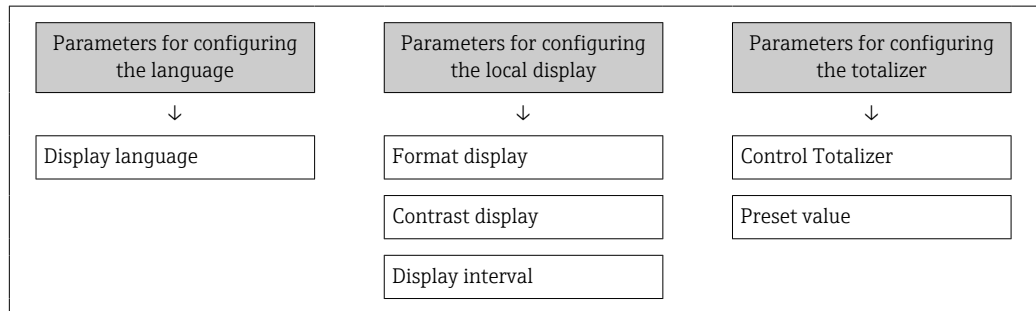 Parameters for configuring
the language
↓
Display language
Parameters for configuring
the local display
↓
Format display
Contrast display
Display interval
Parameters for configuring
the totalizer
↓
Control Totalizer
Preset value